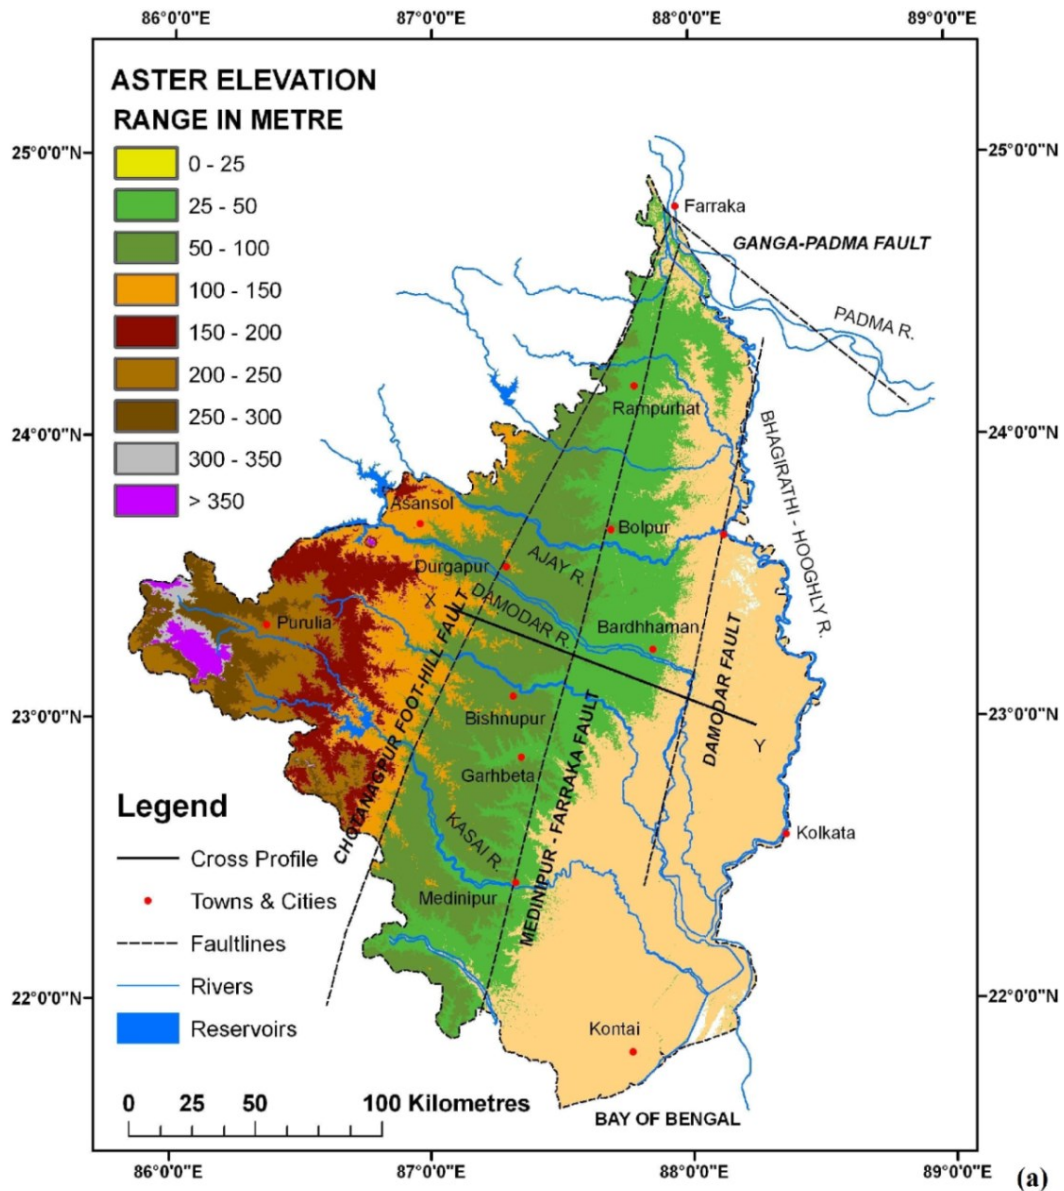 86°0'0"E 87°0'0"E 88°0'0"E 89°0'0"E
ASTER ELEVATION
RANGE IN METRE
0 - 25
25 - 50
50 - 100
100 - 150
150 - 200
200 - 250
250 - 300
300 - 350
> 350
25°0'0"N
24°0'0"N
23°0'0"N
22°0'0"N
25°0'0"N
24°0'0"N
23°0'0"N
22°0'0"N
Farraka
GANGA-PADMA FAULT
PADMA R.
Rampurhat
BHAGIRATHI - HOOGHLY R.
Asansol
Bolpur
AJAY R.
Durgapur
X
DAMODAR R.
Bardhhaman
Purulia
CHOTANAGPUR FOOT-HILL FAULT
Bishnupur
MEDINIPUR - FARRAKA FAULT
DAMODAR FAULT
Y
Garhbeta
KASAI R.
Kolkata
Medinipur
Kontai
BAY OF BENGAL
Legend
Cross Profile
Towns & Cities
Faultlines
Rivers
Reservoirs
0 25 50 100 Kilometres
86°0'0"E 87°0'0"E 88°0'0"E 89°0'0"E
(a)